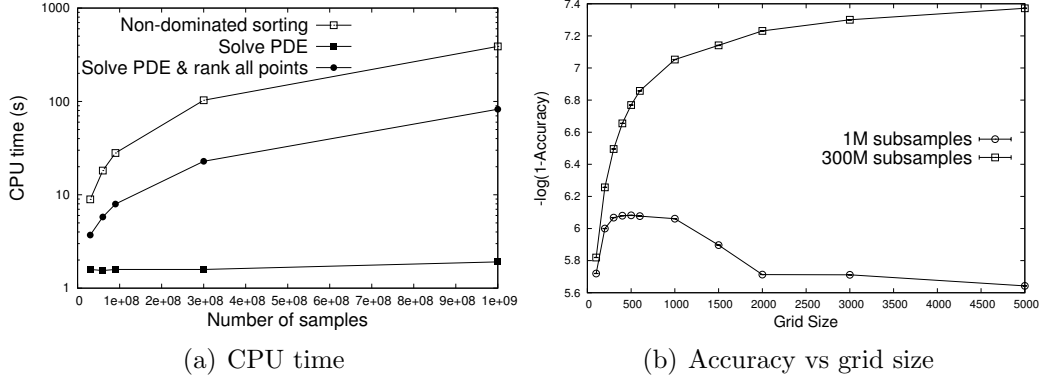 1000
100
10
1
CPU time (s)
Non-dominated sorting
Solve PDE
Solve PDE & rank all points
0 1e+08 2e+08 3e+08 4e+08 5e+08 6e+08 7e+08 8e+08 9e+08 1e+09
Number of samples
(a) CPU time
7.4
7.2
7
6.8
6.6
6.4
6.2
6
5.8
5.6
-log(1-Accuracy)
1M subsamples
300M subsamples
0 500 1000 1500 2000 2500 3000 3500 4000 4500 5000
Grid Size
(b) Accuracy vs grid size